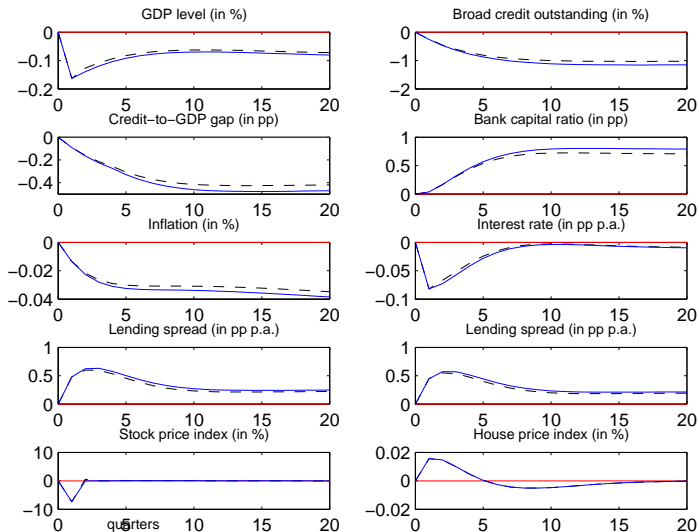 GDP level (in %)
Broad credit outstanding (in %)
0
−0.1
−0.2
0 5 10 15 20
0
−1
−2
0 5 10 15 20
Credit−to−GDP gap (in pp)
Bank capital ratio (in pp)
0
−0.2
−0.4
0 5 10 15 20
1
0.5
0
0 5 10 15 20
Inflation (in %)
Interest rate (in pp p.a.)
0
−0.02
−0.04
0 5 10 15 20
0
−0.05
−0.1
0 5 10 15 20
Lending spread (in pp p.a.)
Lending spread (in pp p.a.)
1
0.5
0
0 5 10 15 20
1
0.5
0
0 5 10 15 20
Stock price index (in %)
House price index (in %)
10
0
−10
0 5 10 15 20
quarters
0.02
0
−0.02
0 5 10 15 20